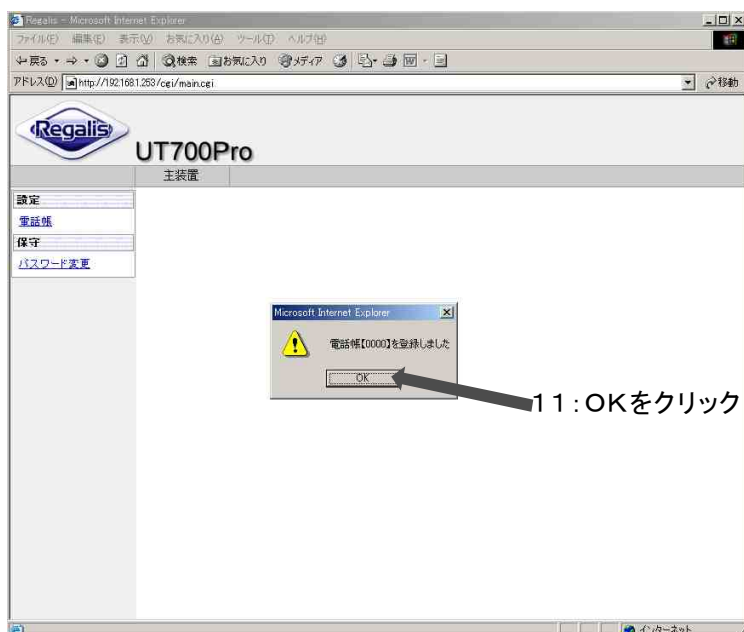 Regalis - Microsoft Internet Explorer
ファイル(F) 編集(E) 表示(V) お気に入り(A) ツール(T) ヘルプ(H)
戻る 検索 お気に入り メディア
アドレス(D) http://192.168.1.253/cgi/main.cgi 移動
Regalis
UT700Pro
主装置
設定
電話帳
保守
パスワード変更
Microsoft Internet Explorer
電話帳【0000】を登録しました
OK
11:OKをクリック
インターネット